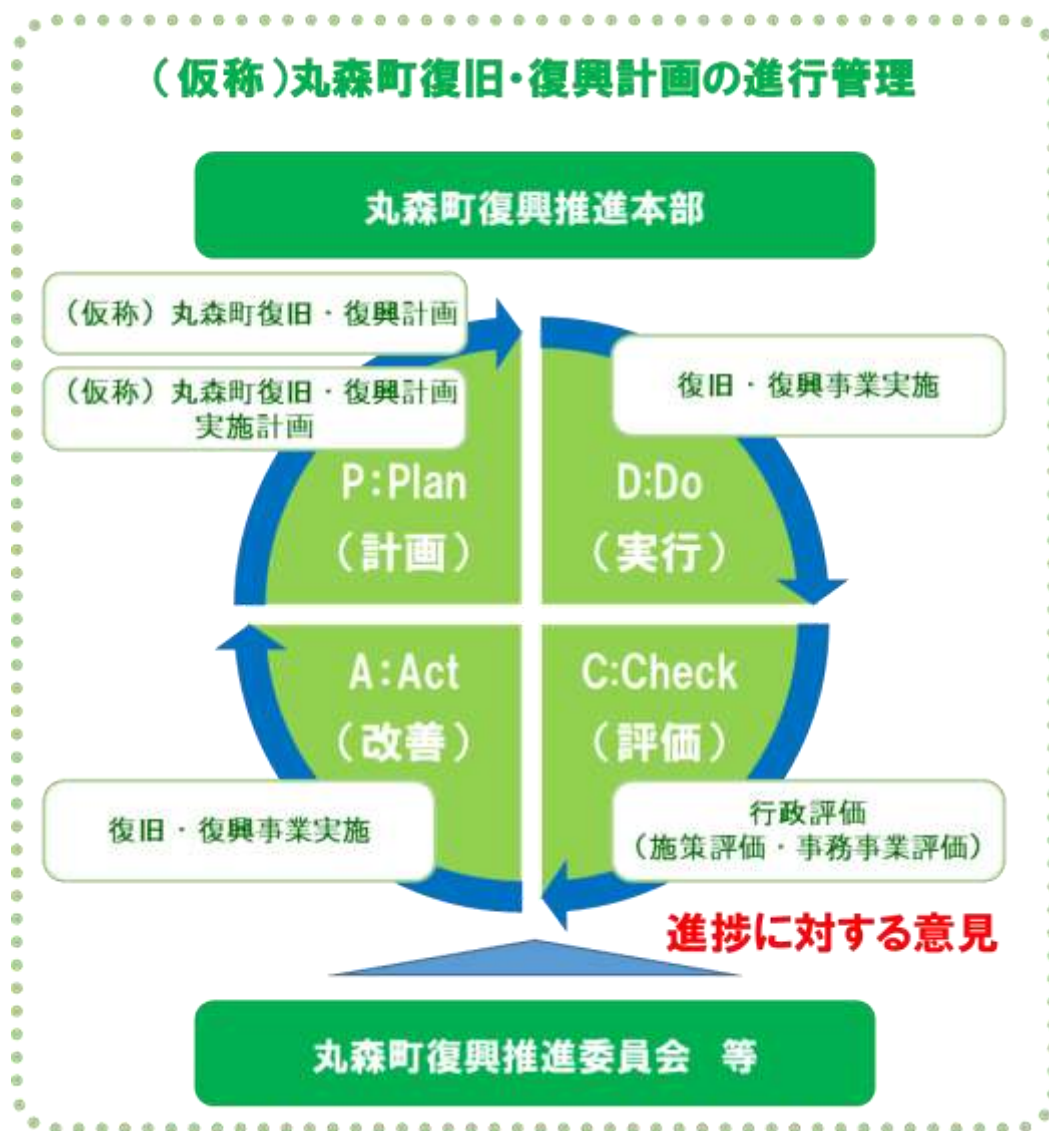 （仮称）丸森町復旧・復興計画の進行管理
丸森町復興推進本部
（仮称）丸森町復旧・復興計画
（仮称）丸森町復旧・復興計画
実施計画
復旧・復興事業実施
P:Plan
（計画）
D:Do
（実行）
A:Act
（改善）
C:Check
（評価）
復旧・復興事業実施
行政評価
（施策評価・事務事業評価）
進捗に対する意見
丸森町復興推進委員会　等